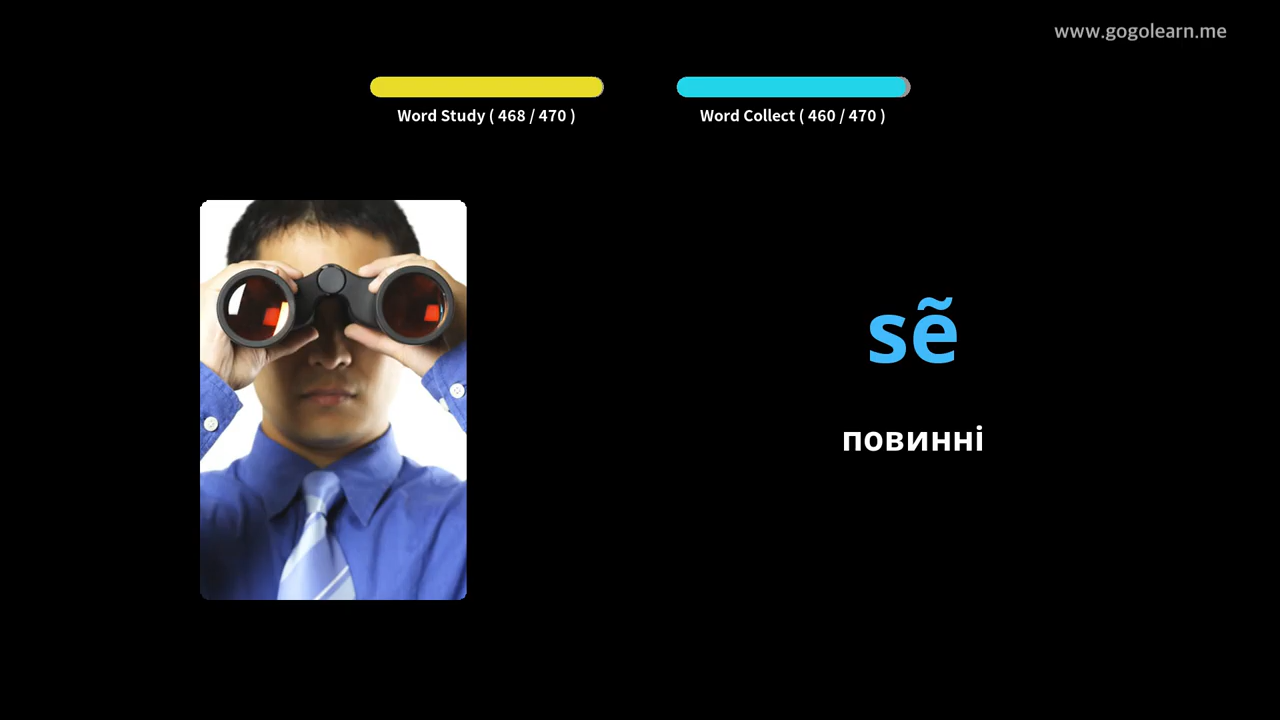 www.gogolearn.me
Word Study ( 468 / 470 )
Word Collect ( 460 / 470 )
sẽ
повинні